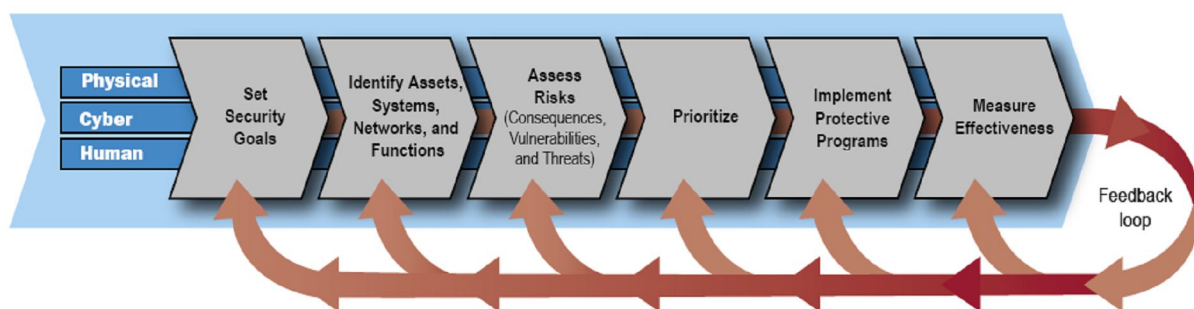 Physical
Cyber
Human
Set
Security
Goals
Identify Assets,
Systems,
Networks, and
Functions
Assess
Risks
(Consequences,
Vulnerabilities,
and Threats)
Prioritize
Implement
Protective
Programs
Measure
Effectiveness
Feedback
loop